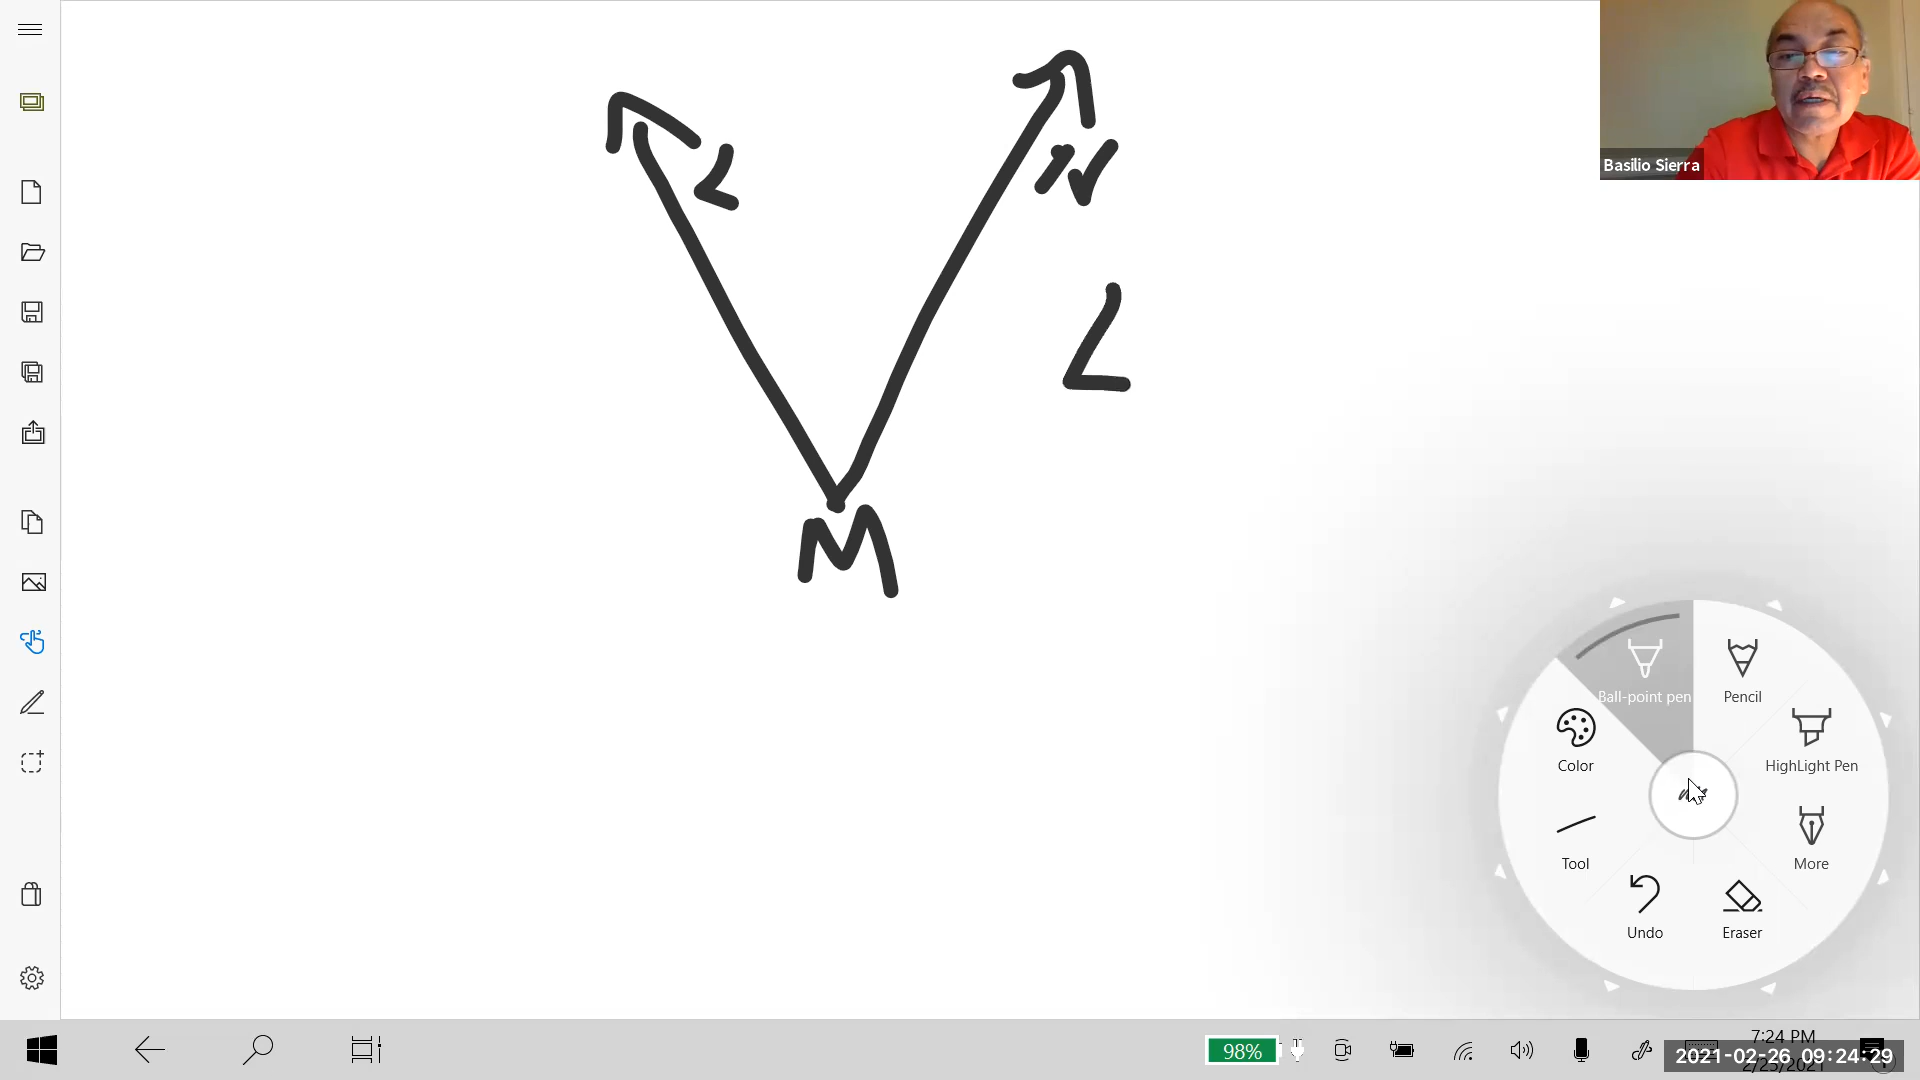 Basilio Sierra
L
N
L
M
Ball-point pen
Pencil
Color
HighLight Pen
Tool
More
Undo
Eraser
98%
7:24 PM
2021-02-26 09:24:29